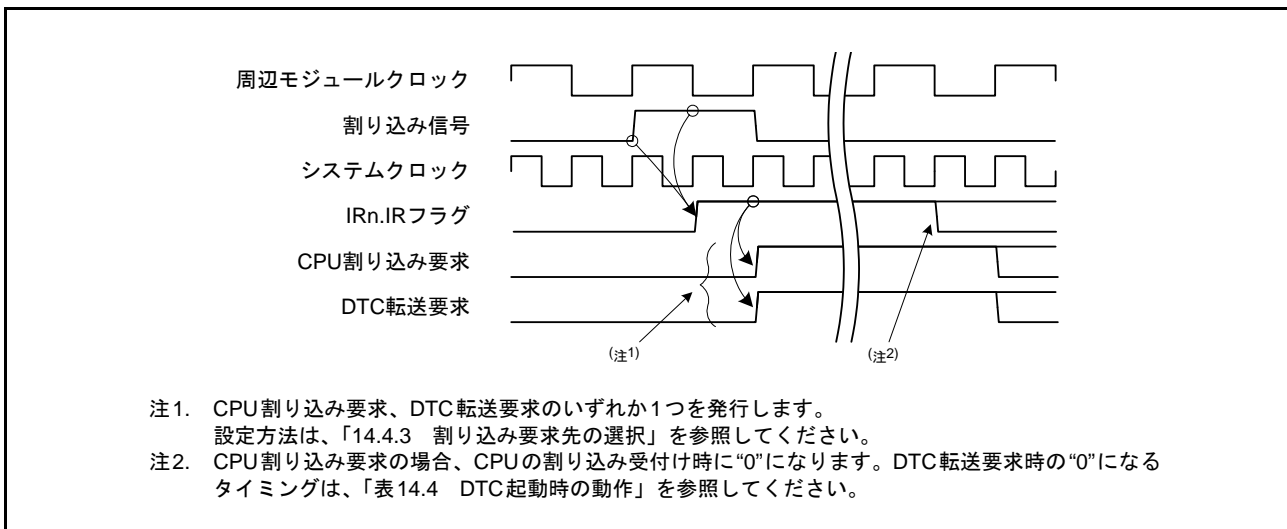 周辺モジュールクロック
割り込み信号
システムクロック
IRn.IRフラグ
CPU割り込み要求
DTC転送要求
(注1)
(注2)
注1. CPU割り込み要求、DTC転送要求のいずれか1つを発行します。
設定方法は、「14.4.3 割り込み要求先の選択」を参照してください。
注2. CPU割り込み要求の場合、CPUの割り込み受付け時に“0”になります。DTC転送要求時の“0”になる
タイミングは、「表14.4 DTC起動時の動作」を参照してください。